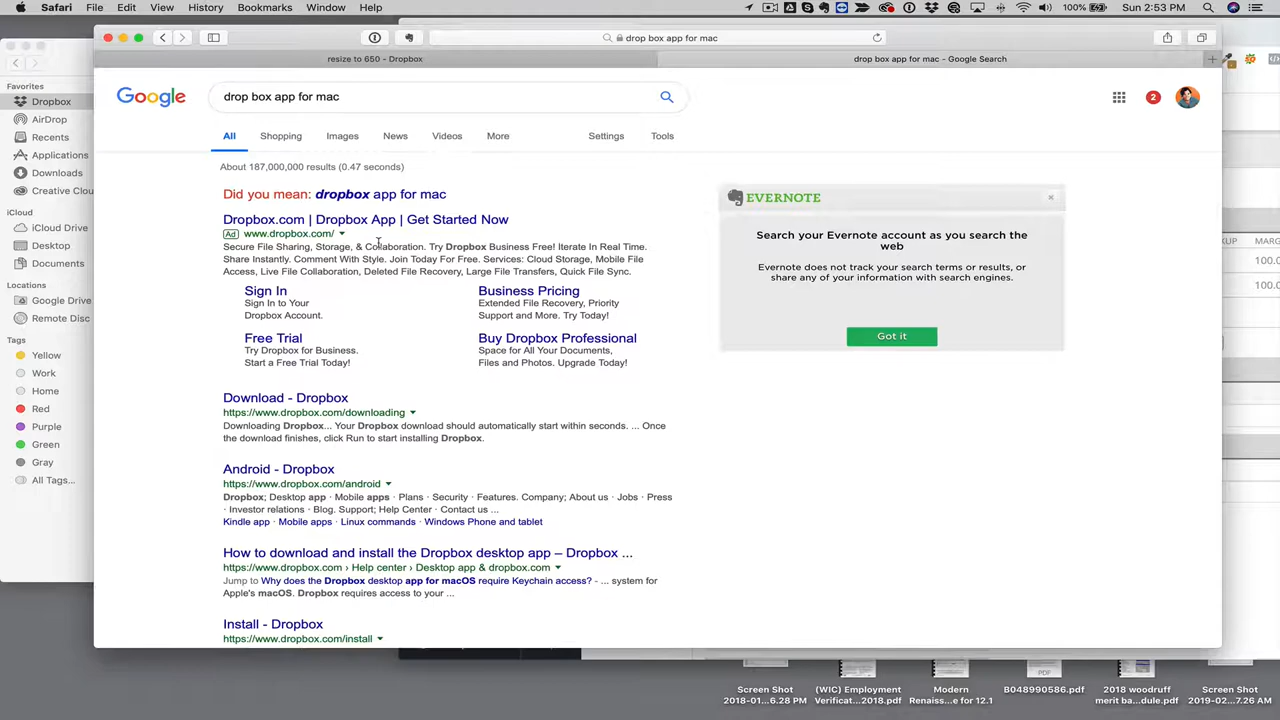 Safari File Edit View History Bookmarks Window Help
100% Sun 2:53 PM
drop box app for mac
resize to 650 - Dropbox
drop box app for mac - Google Search
Favorites
Dropbox
AirDrop
Recents
Applications
Downloads
Creative Clou
iCloud
iCloud Drive
Desktop
Documents
Locations
Google Drive
Remote Disc
Tags
Yellow
Work
Home
Red
Purple
Green
Gray
All Tags...
Google
drop box app for mac
2
All Shopping Images News Videos More Settings Tools
About 187,000,000 results (0.47 seconds)
Did you mean: dropbox app for mac
Dropbox.com | Dropbox App | Get Started Now
Ad www.dropbox.com/
Secure File Sharing, Storage, & Collaboration. Try Dropbox Business Free! Iterate In Real Time.
Share Instantly. Comment With Style. Join Today For Free. Services: Cloud Storage, Mobile File
Access, Live File Collaboration, Deleted File Recovery, Large File Transfers, Quick File Sync.
Sign In
Sign In to Your
Dropbox Account.
Business Pricing
Extended File Recovery, Priority
Support and More. Try Today!
Free Trial
Try Dropbox for Business.
Start a Free Trial Today!
Buy Dropbox Professional
Space for All Your Documents,
Files and Photos. Upgrade Today!
Download - Dropbox
https://www.dropbox.com/downloading
Downloading Dropbox... Your Dropbox download should automatically start within seconds. ... Once
the download finishes, click Run to start installing Dropbox.
Android - Dropbox
https://www.dropbox.com/android
Dropbox; Desktop app · Mobile apps · Plans · Security · Features. Company; About us · Jobs · Press
· Investor relations · Blog. Support; Help Center · Contact us ...
Kindle app · Mobile apps · Linux commands · Windows Phone and tablet
How to download and install the Dropbox desktop app – Dropbox ...
https://www.dropbox.com › Help center › Desktop app & dropbox.com
Jump to Why does the Dropbox desktop app for macOS require Keychain access? - ... system for
Apple's macOS. Dropbox requires access to your ...
Install - Dropbox
https://www.dropbox.com/install
EVERNOTE
Search your Evernote account as you search the
web
Evernote does not track your search terms or results, or
share any of your information with search engines.
Got it
KUP MARG
100.0
100.0
Screen Shot
2018-01...6.28 PM
(WIC) Employment
Verificat...2018.pdf
Modern
Renaiss...e for 12.1
PDF
B048990586.pdf
2018 woodruff
merit ba...dule.pdf
Screen Shot
2019-02...7.26 AM